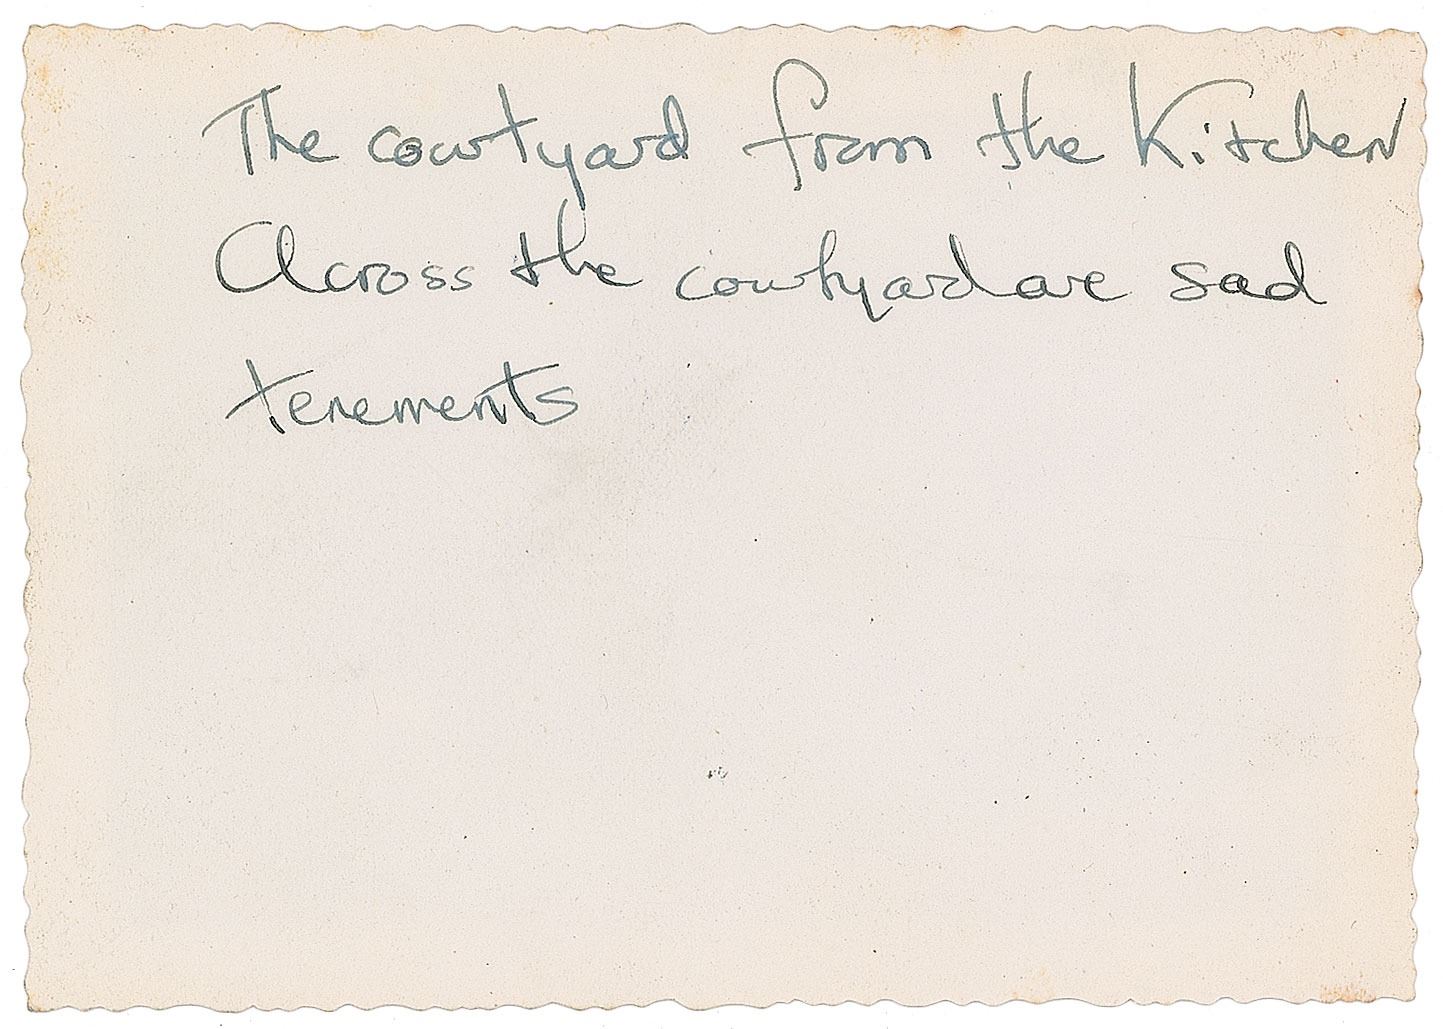 The courtyard from the Kitchen
Across the courtyard are sad
tenements